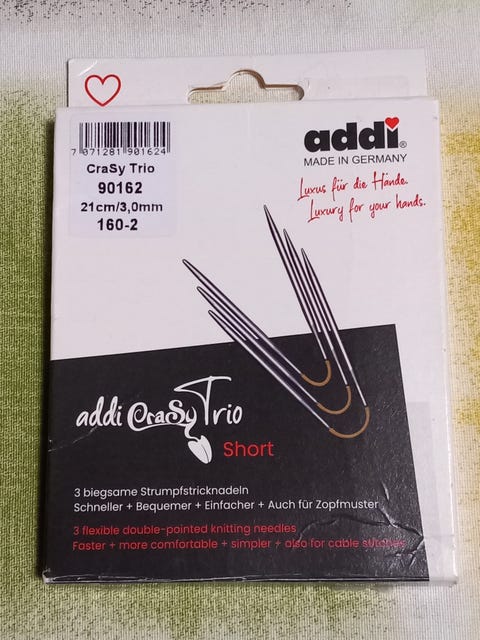 7 071281 901624
CraSy Trio
90162
21cm/3,0mm
160-2
addi®
MADE IN GERMANY
Luxus für die Hände.
Luxury for your hands.
addi CraSy Trio
Short
3 biegsame Strumpfstricknadeln
Schneller + Bequemer + Einfacher + Auch für Zopfmuster
3 flexible double-pointed knitting needles
Faster + more comfortable + simpler + also for cable stitches